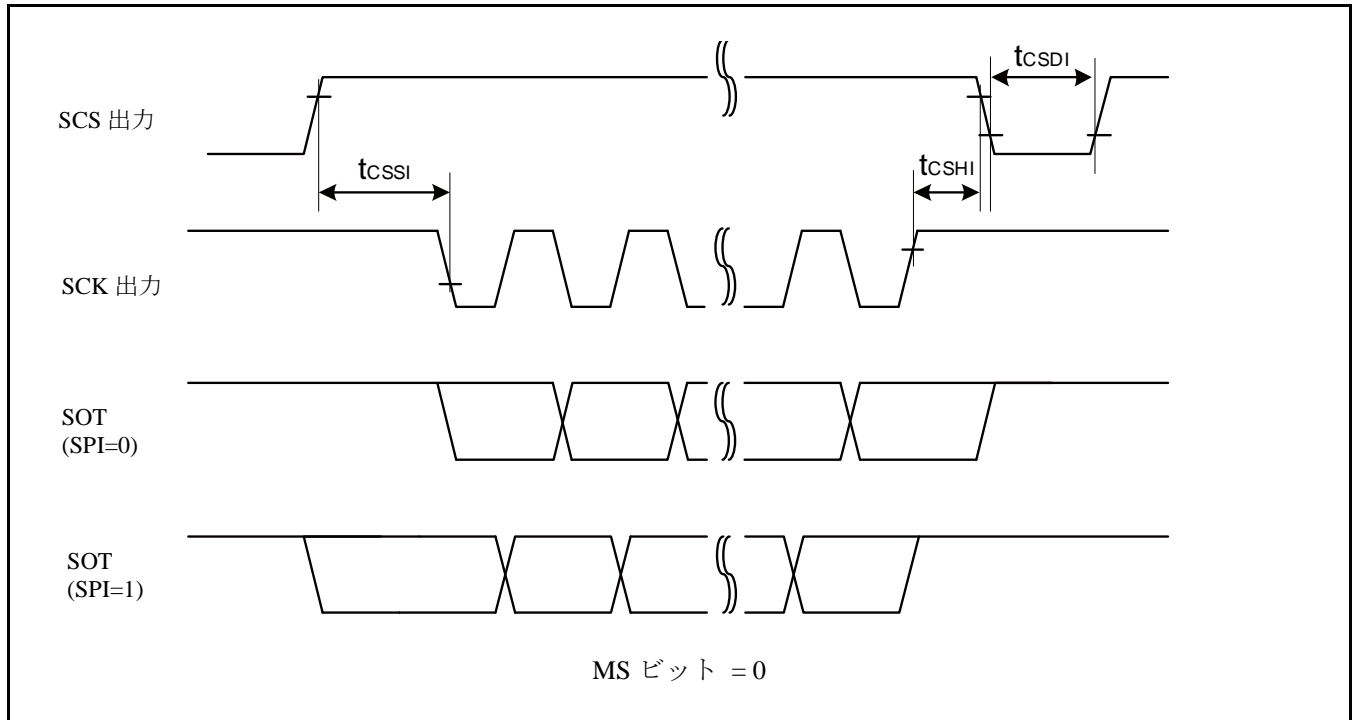 tCSDI
SCS 出力
tCSSI
tCSHI
SCK 出力
SOT
(SPI=0)
SOT
(SPI=1)
MS ビット = 0